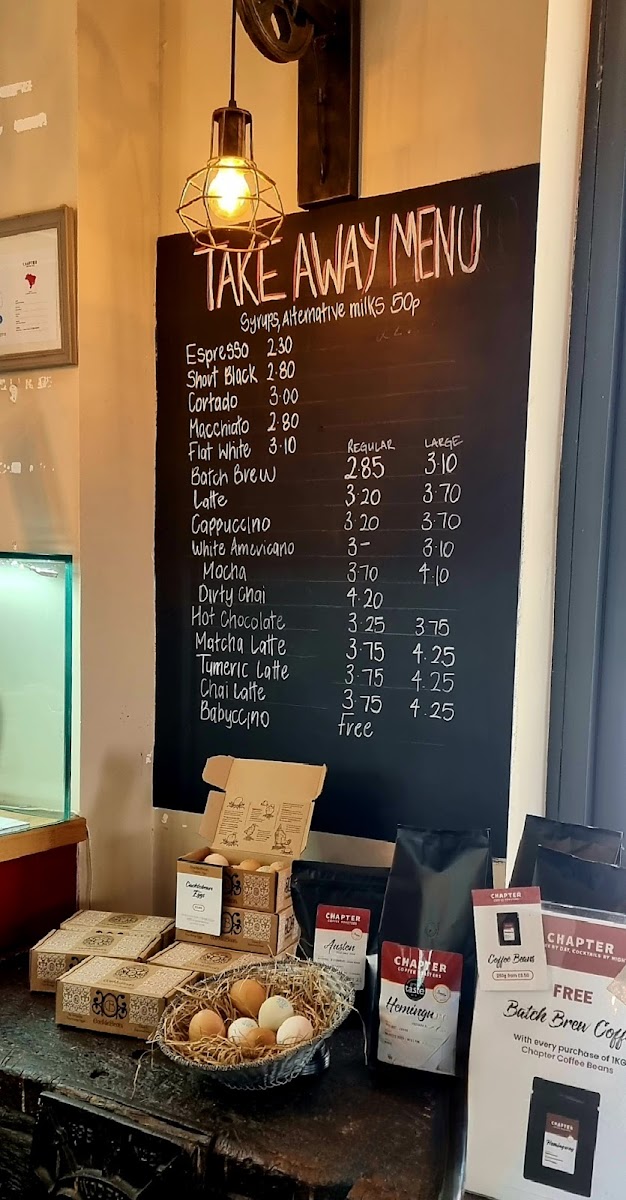 TAKE AWAY MENU
Syrups, Alternative milks 50p
Espresso 2.30
Short Black 2.80
Cortado 3.00
Macchiato 2.80
Flat White 3.10
REGULAR LARGE
Batch Brew 2.85 3.10
Latte 3.20 3.70
Cappuccino 3.20 3.70
White Americano 3- 3.10
Mocha 3.70 4.10
Dirty Chai 4.20
Hot Chocolate 3.25 3.75
Matcha Latte 3.75 4.25
Tymeric Latte 3.75 4.25
Chai Latte 3.75 4.25
Babyccino Free
CHAPTER
Eggs
CHAPTER
Austen
CHAPTER
COFFEE ROASTERS
taste
CHAPTER
Coffee Beans
CHAPTER
FREE
Batch Brew Coff
With every purchase of 1KG
Chapter Coffee Beans
CHAPTER
Hemingway